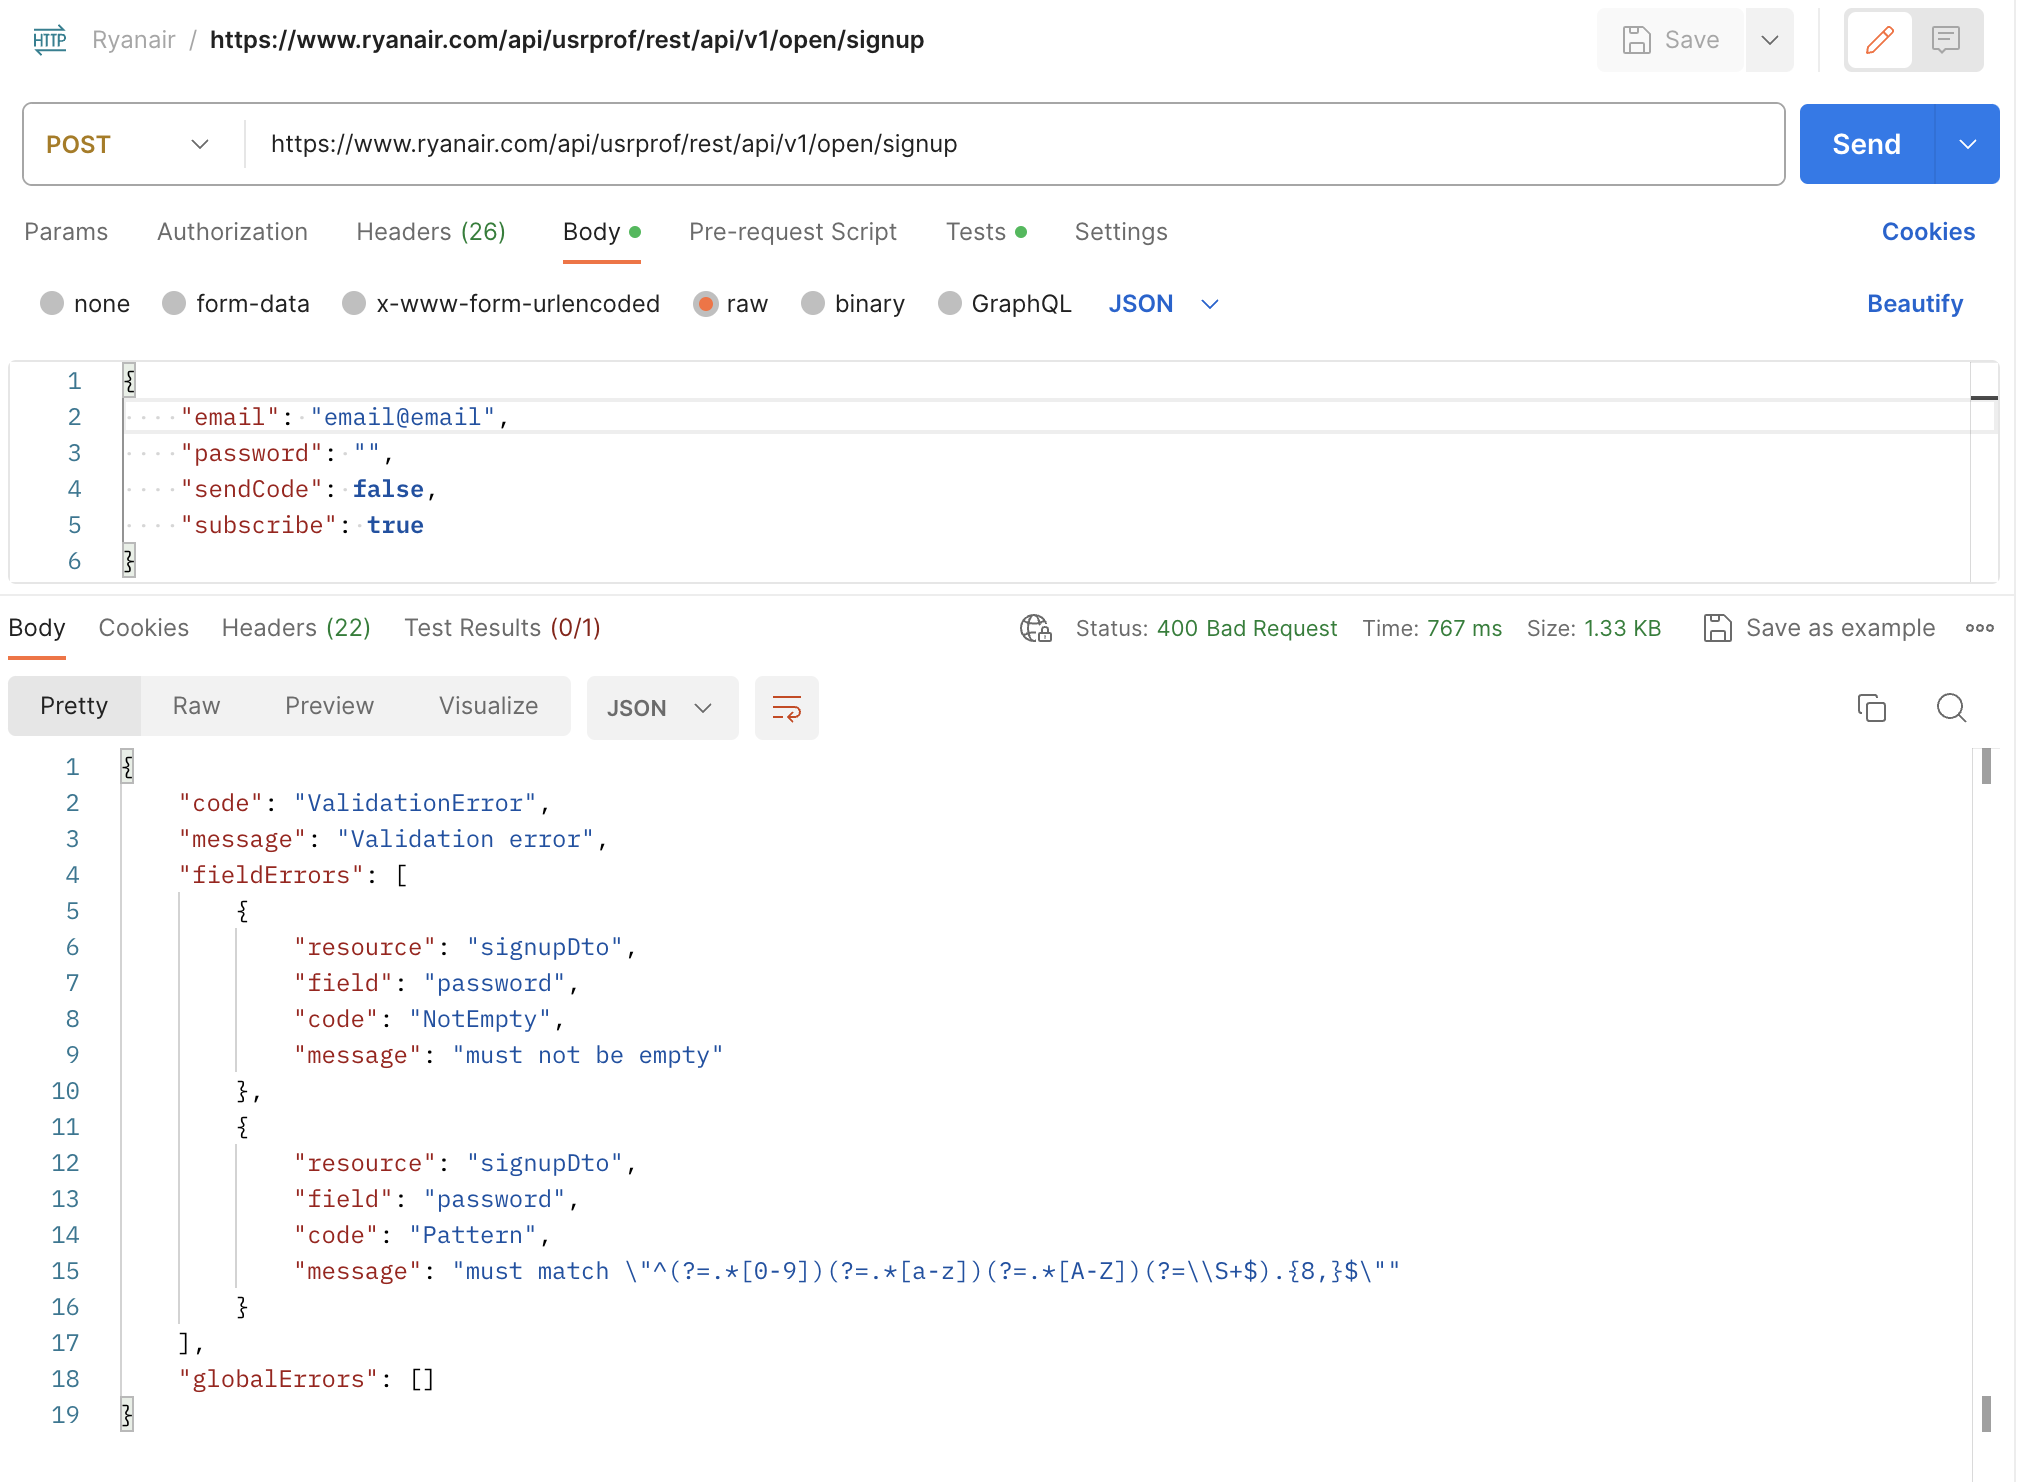 HTTP Ryanair / https://www.ryanair.com/api/usrprof/rest/api/v1/open/signup Save
POST https://www.ryanair.com/api/usrprof/rest/api/v1/open/signup Send
Params Authorization Headers (26) Body Pre-request Script Tests Settings Cookies
none form-data x-www-form-urlencoded raw binary GraphQL JSON Beautify
1 {
2 "email": "email@email",
3 "password": "",
4 "sendCode": false,
5 "subscribe": true
6 }
Body Cookies Headers (22) Test Results (0/1) Status: 400 Bad Request Time: 767 ms Size: 1.33 KB Save as example
Pretty Raw Preview Visualize JSON
1 {
2 "code": "ValidationError",
3 "message": "Validation error",
4 "fieldErrors": [
5 {
6 "resource": "signupDto",
7 "field": "password",
8 "code": "NotEmpty",
9 "message": "must not be empty"
10 },
11 {
12 "resource": "signupDto",
13 "field": "password",
14 "code": "Pattern",
15 "message": "must match \"^(?=.*[0-9])(?=.*[a-z])(?=.*[A-Z])(?=\\S+$).{8,}$\""
16 }
17 ],
18 "globalErrors": []
19 }